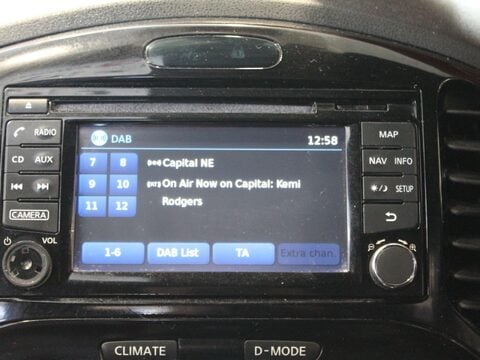 RADIO
CD AUX
CAMERA
VOL
DAB 12:58
7 8
9 10
11 12
Capital NE
On Air Now on Capital: Kemi
Rodgers
1-6 DAB List TA Extra chan.
MAP
NAV INFO
SETUP
CLIMATE D-MODE